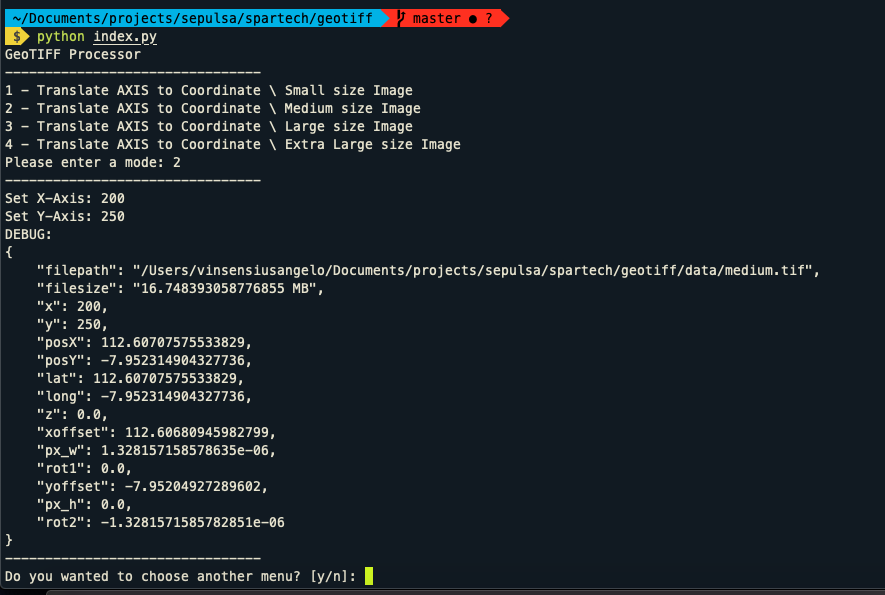 ~/Documents/projects/sepulsa/spartech/geotiff master ● ?
$ python index.py
GeoTIFF Processor
--------------------------------
1 - Translate AXIS to Coordinate \ Small size Image
2 - Translate AXIS to Coordinate \ Medium size Image
3 - Translate AXIS to Coordinate \ Large size Image
4 - Translate AXIS to Coordinate \ Extra Large size Image
Please enter a mode: 2
--------------------------------
Set X-Axis: 200
Set Y-Axis: 250
DEBUG:
{
    "filepath": "/Users/vinsensiusangelo/Documents/projects/sepulsa/spartech/geotiff/data/medium.tif",
    "filesize": "16.748393058776855 MB",
    "x": 200,
    "y": 250,
    "posX": 112.60707575533829,
    "posY": -7.952314904327736,
    "lat": 112.60707575533829,
    "long": -7.952314904327736,
    "z": 0.0,
    "xoffset": 112.60680945982799,
    "px_w": 1.328157158578635e-06,
    "rot1": 0.0,
    "yoffset": -7.95204927289602,
    "px_h": 0.0,
    "rot2": -1.3281571585782851e-06
}
--------------------------------
Do you wanted to choose another menu? [y/n]: